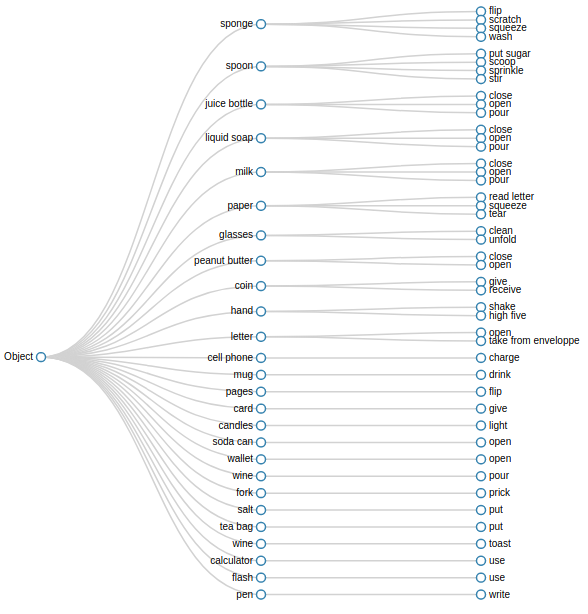 Object
sponge
flip
scratch
squeeze
wash
spoon
put sugar
scoop
sprinkle
stir
juice bottle
close
open
pour
liquid soap
close
open
pour
milk
close
open
pour
paper
read letter
squeeze
tear
glasses
clean
unfold
peanut butter
close
open
coin
give
receive
hand
shake
high five
letter
open
take from enveloppe
cell phone
charge
mug
drink
pages
flip
card
give
candles
light
soda can
open
wallet
open
wine
pour
fork
prick
salt
put
tea bag
put
wine
toast
calculator
use
flash
use
pen
write